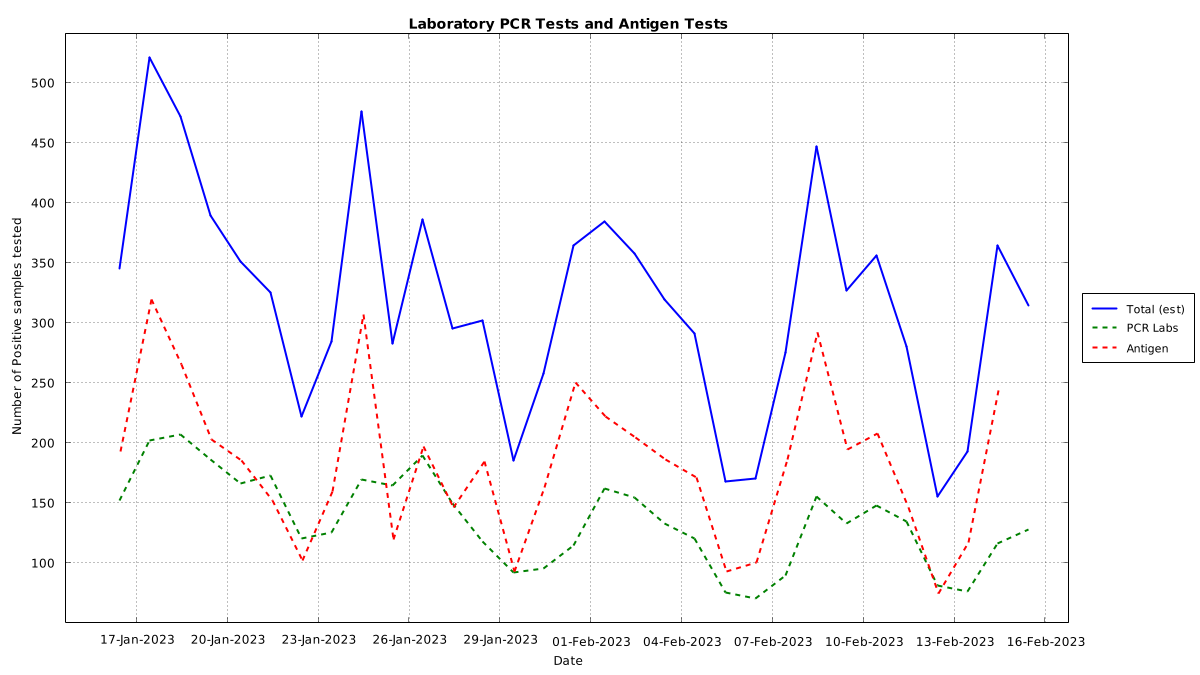 Laboratory PCR Tests and Antigen Tests
Number of Positive samples tested
500
450
400
350
300
250
200
150
100
17-Jan-2023 20-Jan-2023 23-Jan-2023 26-Jan-2023 29-Jan-2023 01-Feb-2023 04-Feb-2023 07-Feb-2023 10-Feb-2023 13-Feb-2023 16-Feb-2023
Date
Total (est)
PCR Labs
Antigen